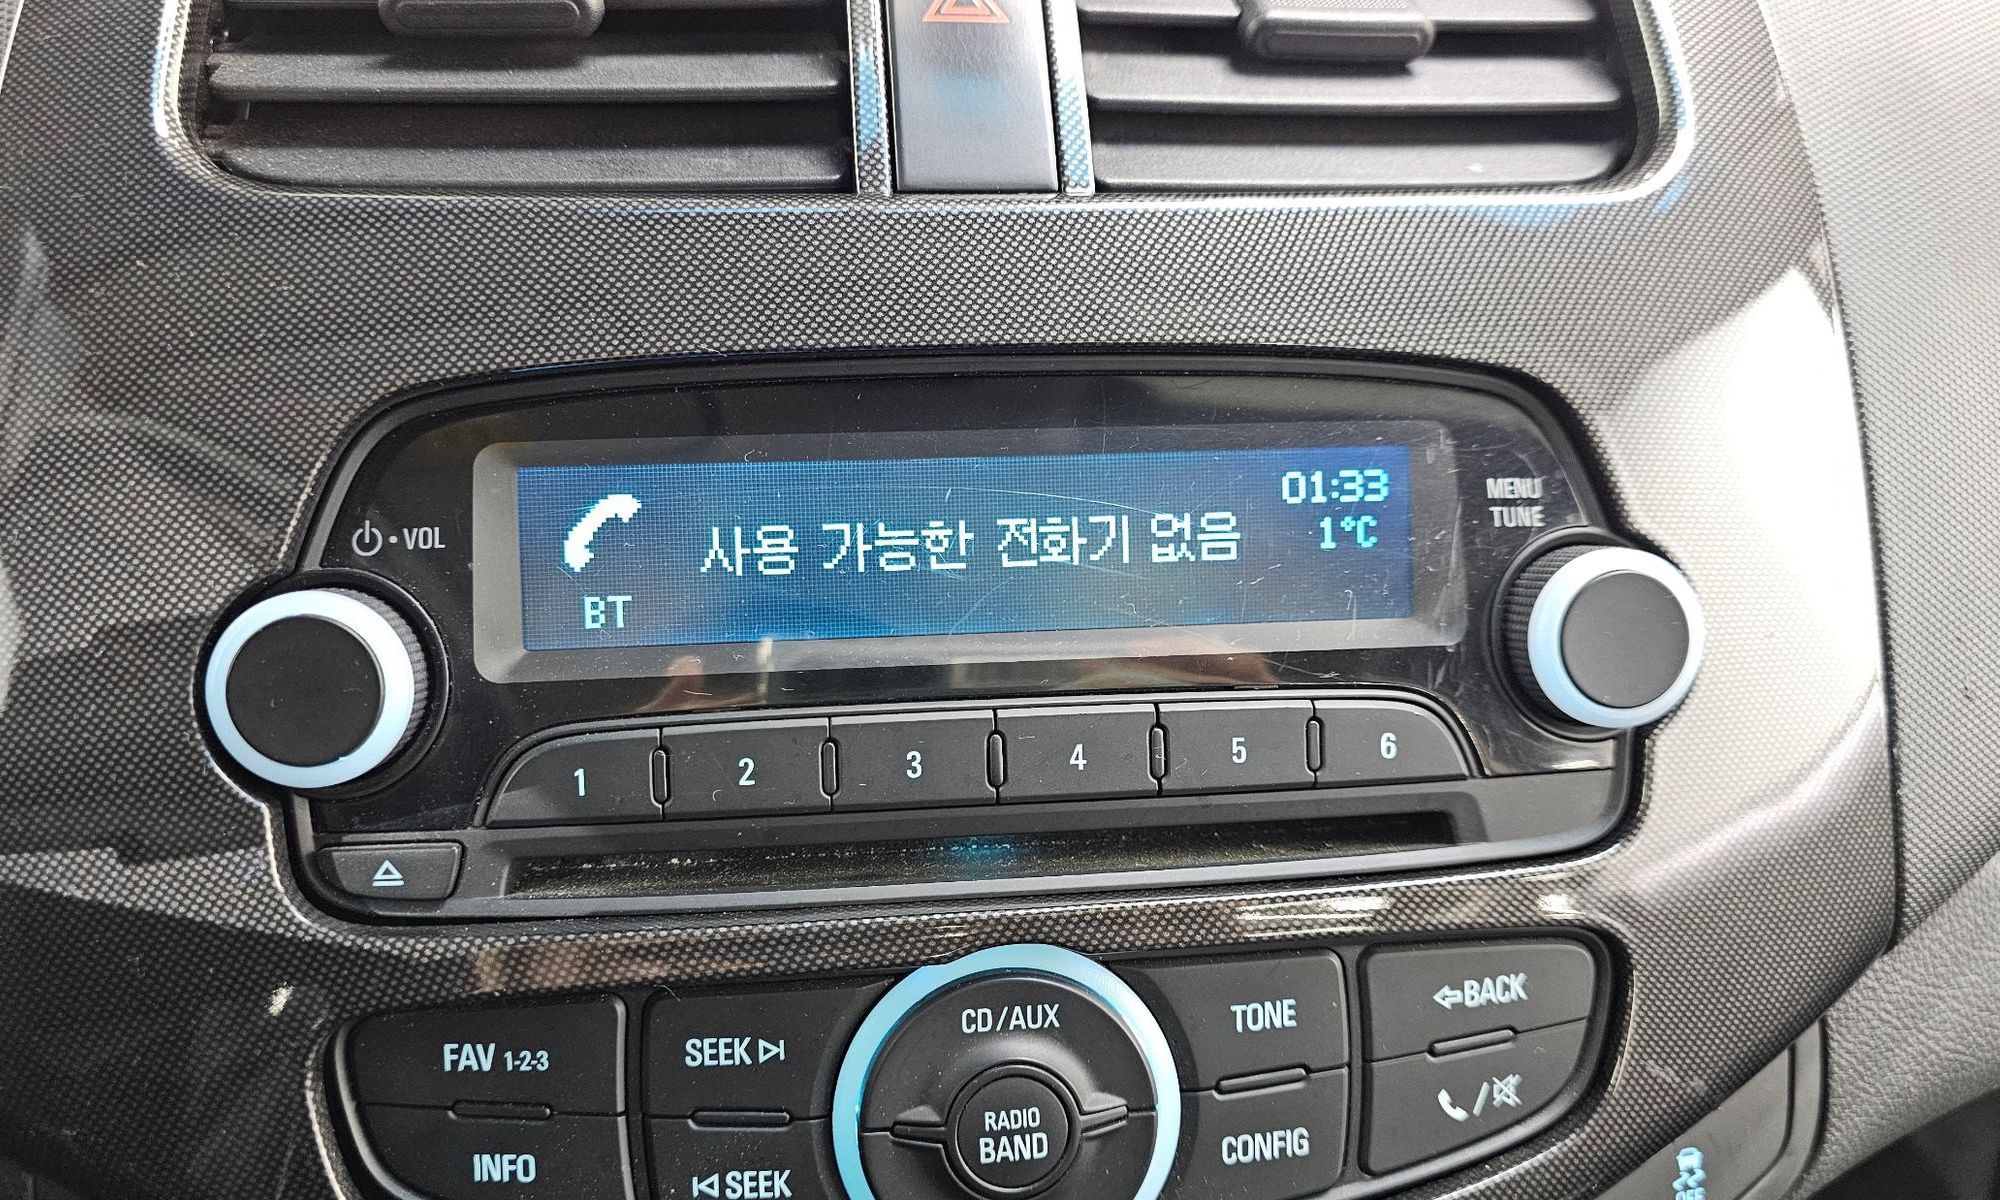 01:33
사용 가능한 전화기 없음
1°C
BT
VOL
MENU
TUNE
1
2
3
4
5
6
FAV 1-2-3
SEEK
CD/AUX
TONE
BACK
INFO
SEEK
RADIO
BAND
CONFIG
OFF